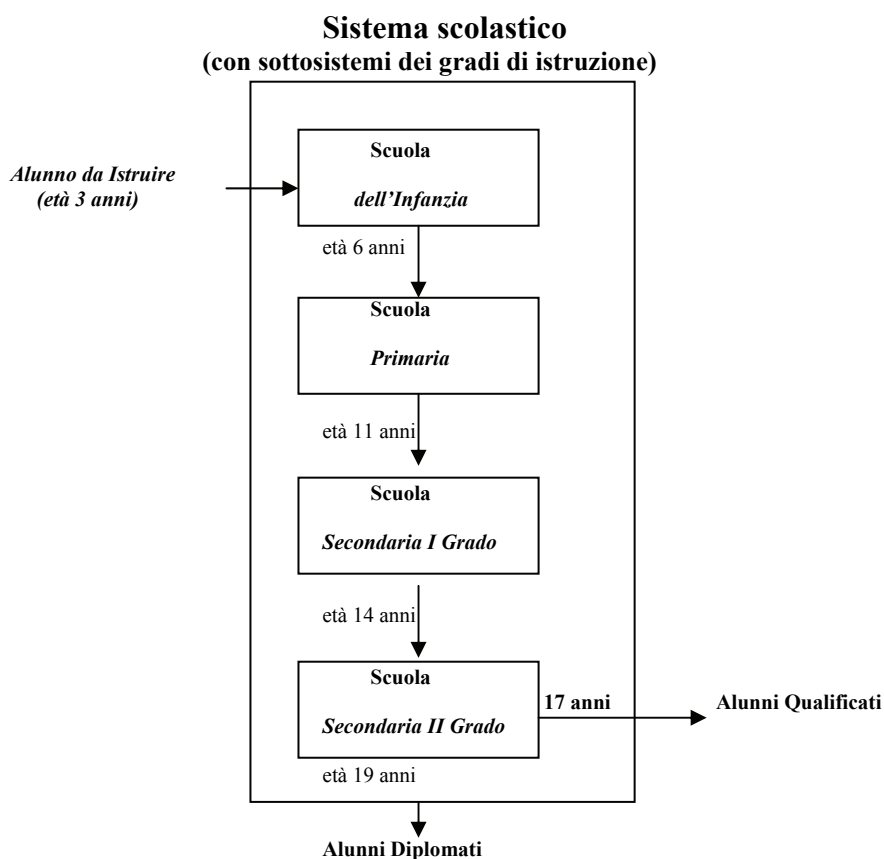 Sistema scolastico
(con sottosistemi dei gradi di istruzione)
Scuola
Alunno da Istruire
(età 3 anni)
dell'Infanzia
età 6 anni
Scuola
Primaria
età 11 anni
Scuola
Secondaria I Grado
età 14 anni
Scuola
17 anni
Alunni Qualificati
Secondaria II Grado
età 19 anni
Alunni Diplomati